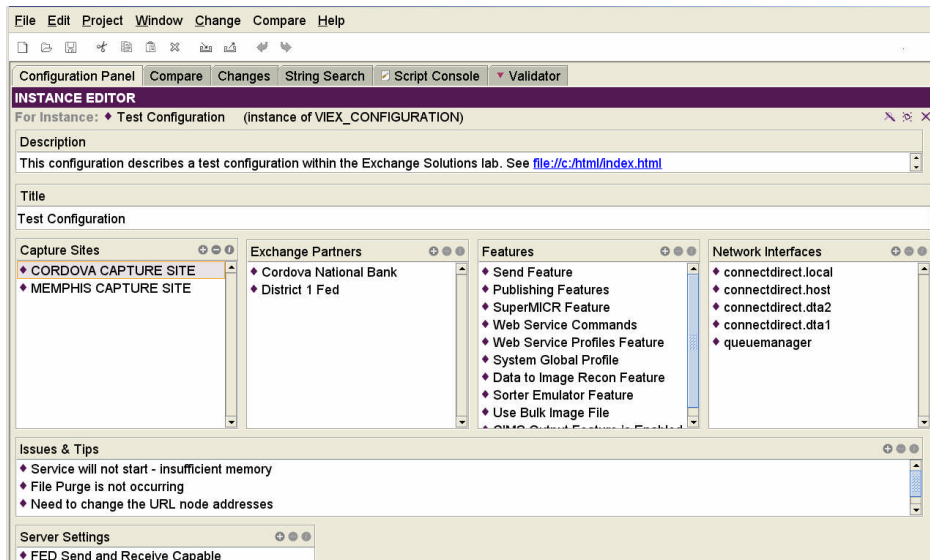 File Edit Project Window Change Compare Help
Configuration Panel Compare Changes String Search Script Console Validator
INSTANCE EDITOR
For Instance: Test Configuration (instance of VIEX_CONFIGURATION)
Description
This configuration describes a test configuration within the Exchange Solutions lab. See file://c:/html/index.html
Title
Test Configuration
Capture Sites
CORDOVA CAPTURE SITE
MEMPHIS CAPTURE SITE
Exchange Partners
Cordova National Bank
District 1 Fed
Features
Send Feature
Publishing Features
SuperMICR Feature
Web Service Commands
Web Service Profiles Feature
System Global Profile
Data to Image Recon Feature
Sorter Emulator Feature
Use Bulk Image File
Output Feature is Enabled
Network Interfaces
connectdirect.local
connectdirect.host
connectdirect.dta2
connectdirect.dta1
queuemanager
Issues & Tips
Service will not start - insufficient memory
File Purge is not occurring
Need to change the URL node addresses
Server Settings
FED Send and Receive Capable